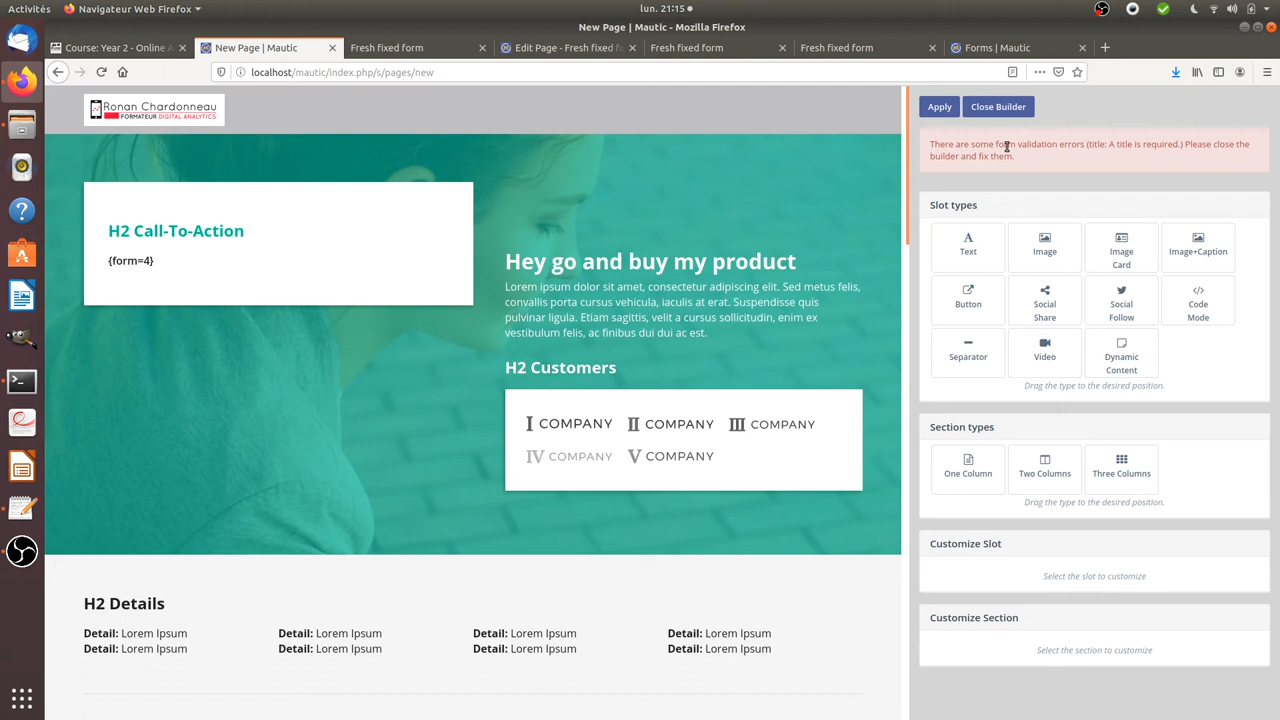 Activités
Firefox Web Browser
lun. 21:15
New Page | Mautic - Mozilla Firefox
Course: Year 2 - Online A
New Page | Mautic
Fresh fixed form
Edit Page - Fresh fixed fo
Fresh fixed form
Fresh fixed form
Forms | Mautic
localhost/mautic/index.php/s/pages/new
Ronan Chardonneau
FORMATEUR DIGITAL ANALYTICS
H2 Call-To-Action
{form=4}
Hey go and buy my product
Lorem ipsum dolor sit amet, consectetur adipiscing elit. Sed metus felis,
convallis porta cursus vehicula, iaculis at erat. Suspendisse quis
pulvinar ligula. Etiam sagittis, velit a cursus sollicitudin, enim ex
vestibulum felis, ac finibus dui dui ac est.
H2 Customers
I COMPANY
II COMPANY
III COMPANY
IV COMPANY
V COMPANY
H2 Details
Detail: Lorem Ipsum
Detail: Lorem Ipsum
Detail: Lorem Ipsum
Detail: Lorem Ipsum
Detail: Lorem Ipsum
Detail: Lorem Ipsum
Detail: Lorem Ipsum
Detail: Lorem Ipsum
Apply
Close Builder
There are some form validation errors (title: A title is required.) Please close the
builder and fix them.
Slot types
Text
Image
Image
Card
Image+Caption
Button
Social
Share
Social
Follow
Code
Mode
Separator
Video
Dynamic
Content
Drag the type to the desired position.
Section types
One Column
Two Columns
Three Columns
Drag the type to the desired position.
Customize Slot
Select the slot to customize
Customize Section
Select the section to customize